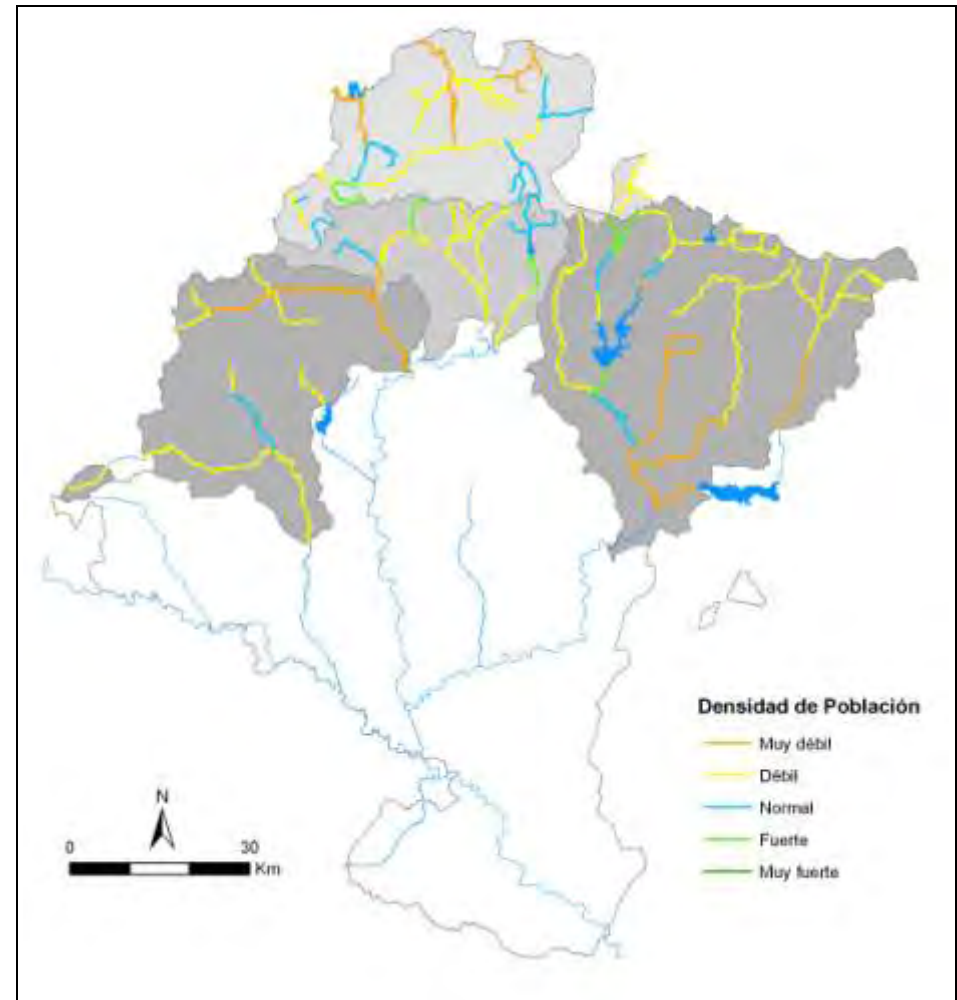 Densidad de Población
Muy débil
Débil
Normal
Fuerte
Muy fuerte
N
0 30
Km